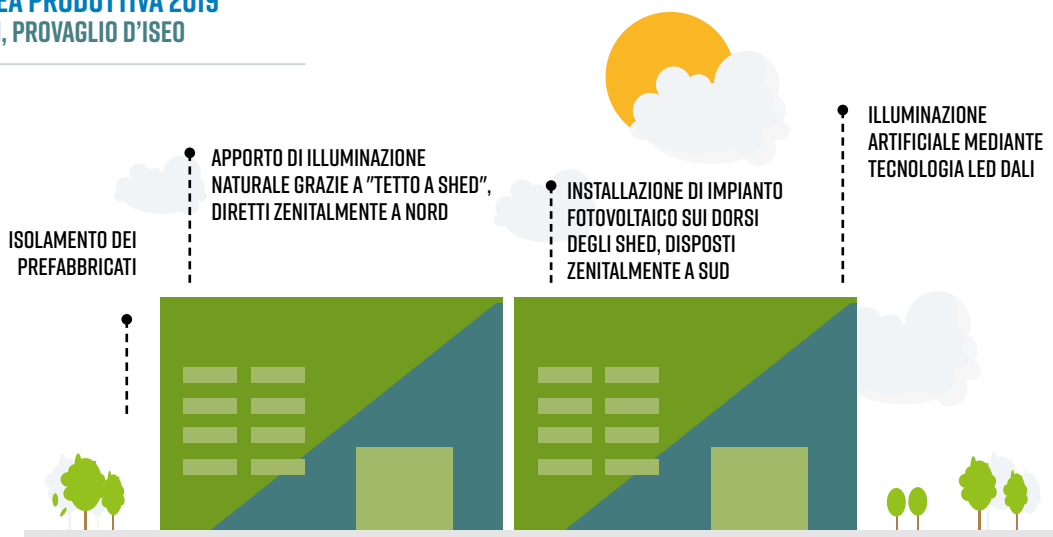 PRODUTTIVA 2019
PROVAGLIO D'ISEO
ILLUMINAZIONE
ARTIFICIALE MEDIANTE
TECNOLOGIA LED DALI
APPORTO DI ILLUMINAZIONE
NATURALE GRAZIE A "TETTO A SHED",
DIRETTI ZENITALMENTE A NORD
INSTALLAZIONE DI IMPIANTO
FOTOVOLTAICO SUI DORSI
DEGLI SHED, DISPOSTI
ZENITALMENTE A SUD
ISOLAMENTO DEI
PREFABBRICATI